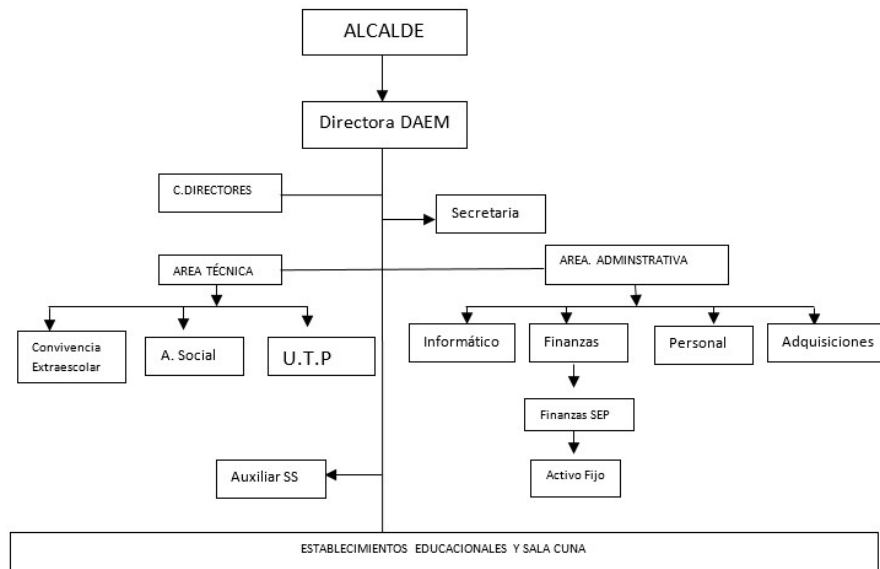 ALCALDE
Directora DAEM
C.DIRECTORES
Secretaria
AREA TÉCNICA
AREA. ADMINSTRATIVA
Convivencia
Extraescolar
A. Social
U.T.P
Informático
Finanzas
Personal
Adquisiciones
Finanzas SEP
Auxiliar SS
Activo Fijo
ESTABLECIMIENTOS EDUCACIONALES Y SALA CUNA